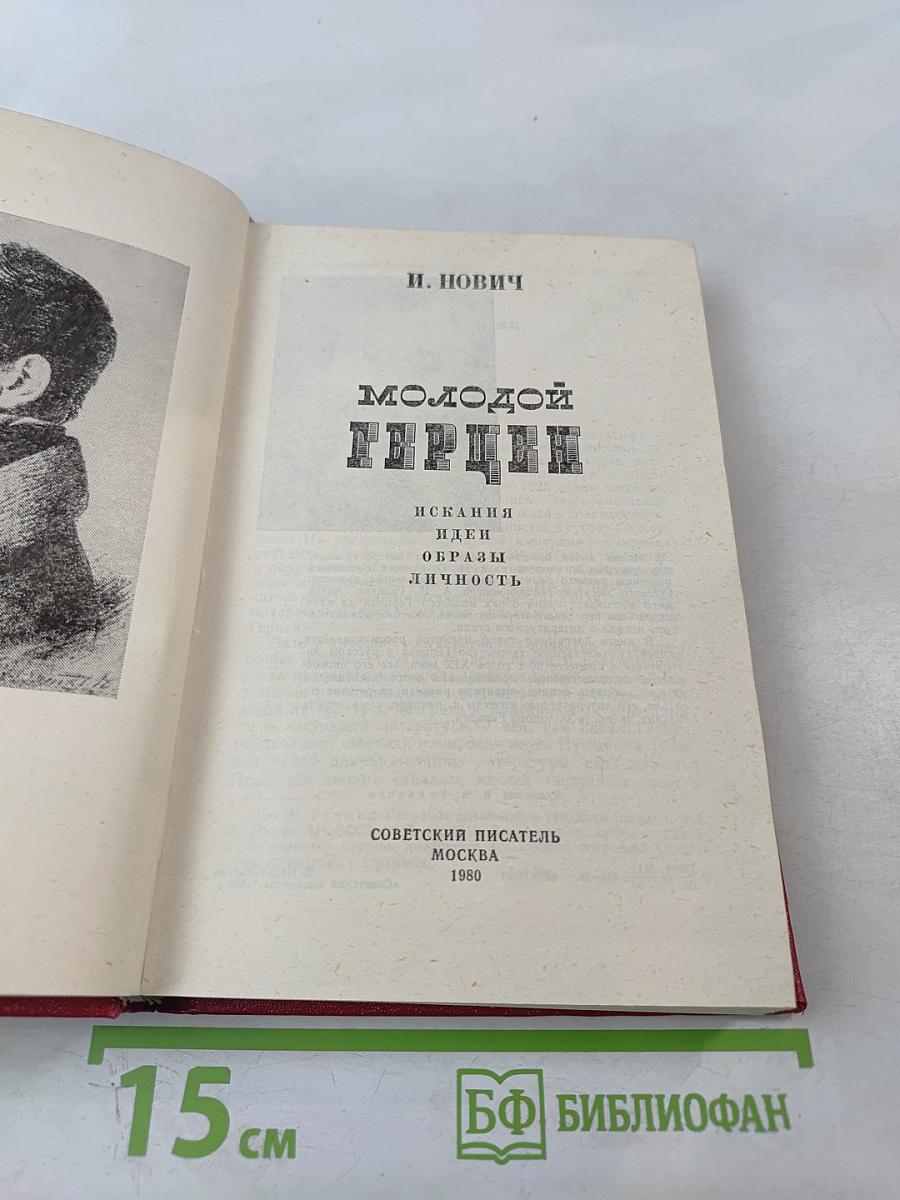 И. НОВИЧ
МОЛОДОЙ
ГЕРЦЕН
ИСКАНИЯ
ИДЕИ
ОБРАЗЫ
ЛИЧНОСТЬ
СОВЕТСКИЙ ПИСАТЕЛЬ
МОСКВА
1980
15 см
БФ БИБЛИОФАН